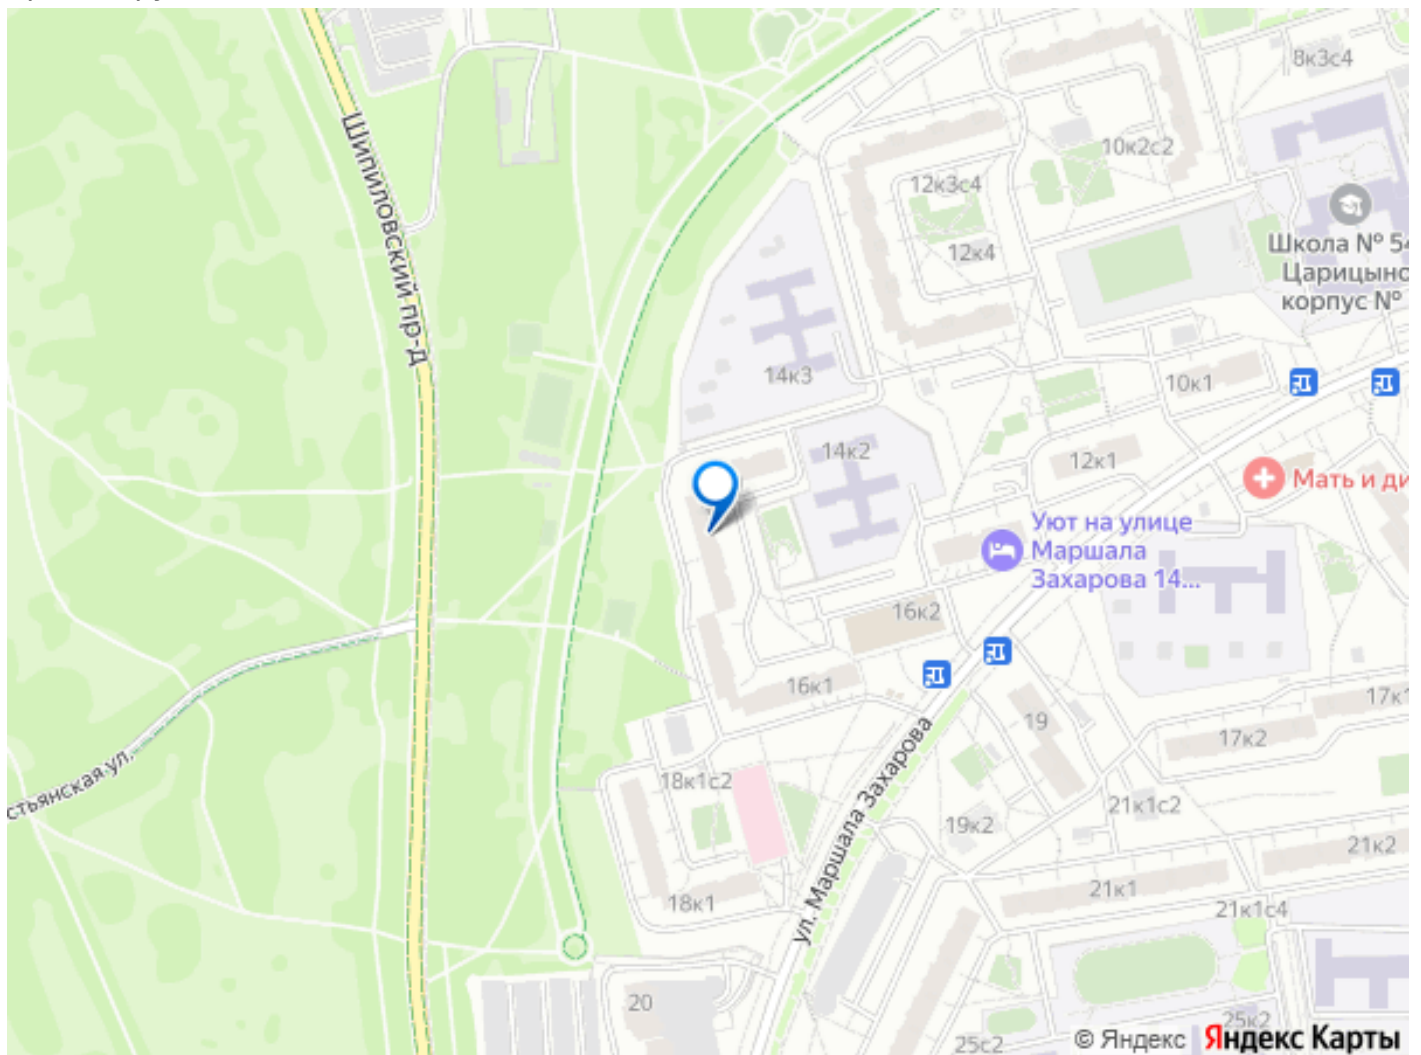 8к3с4
Шипиловский пр-д
10к2с2
12к3с4
12к4
Школа № 54
Царицыно
корпус №
14к3
10к1
14к2
12к1
Мать и ди
Уют на улице
Маршала
Захарова 14...
16к2
16к1
19
17к1
17к2
стьянская ул.
18к1с2
ул. Маршала Захарова
21к1с2
19к2
21к2
21к1
18к1
21к1с4
20
25к2
25с2
© Яндекс Яндекс Карты